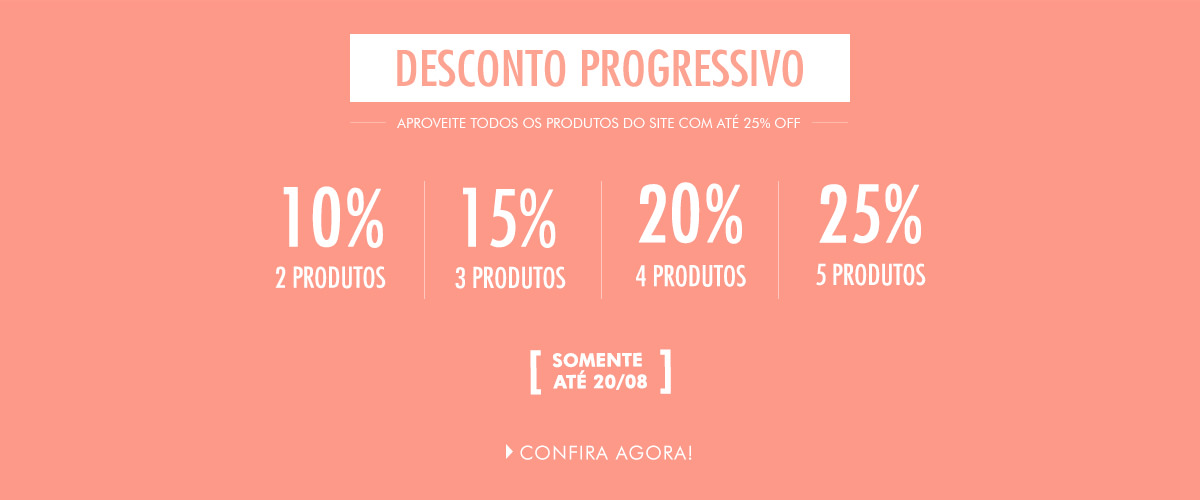 DESCONTO PROGRESSIVO
APROVEITE TODOS OS PRODUTOS DO SITE COM ATÉ 25% OFF
10%
2 PRODUTOS
15%
3 PRODUTOS
20%
4 PRODUTOS
25%
5 PRODUTOS
[ SOMENTE
ATÉ 20/08 ]
CONFIRA AGORA!